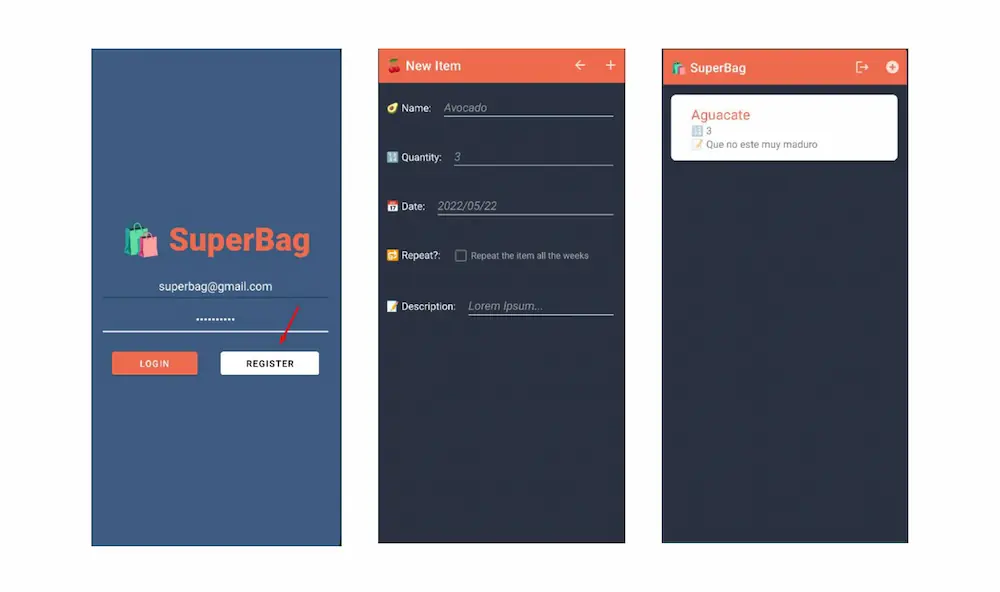 SuperBag
superbag@gmail.com
••••••••••
LOGIN
REGISTER
New Item
Name: Avocado
Quantity: 3
Date: 2022/05/22
Repeat?: Repeat the item all the weeks
Description: Lorem Ipsum...
SuperBag
Aguacate
3
Que no este muy maduro